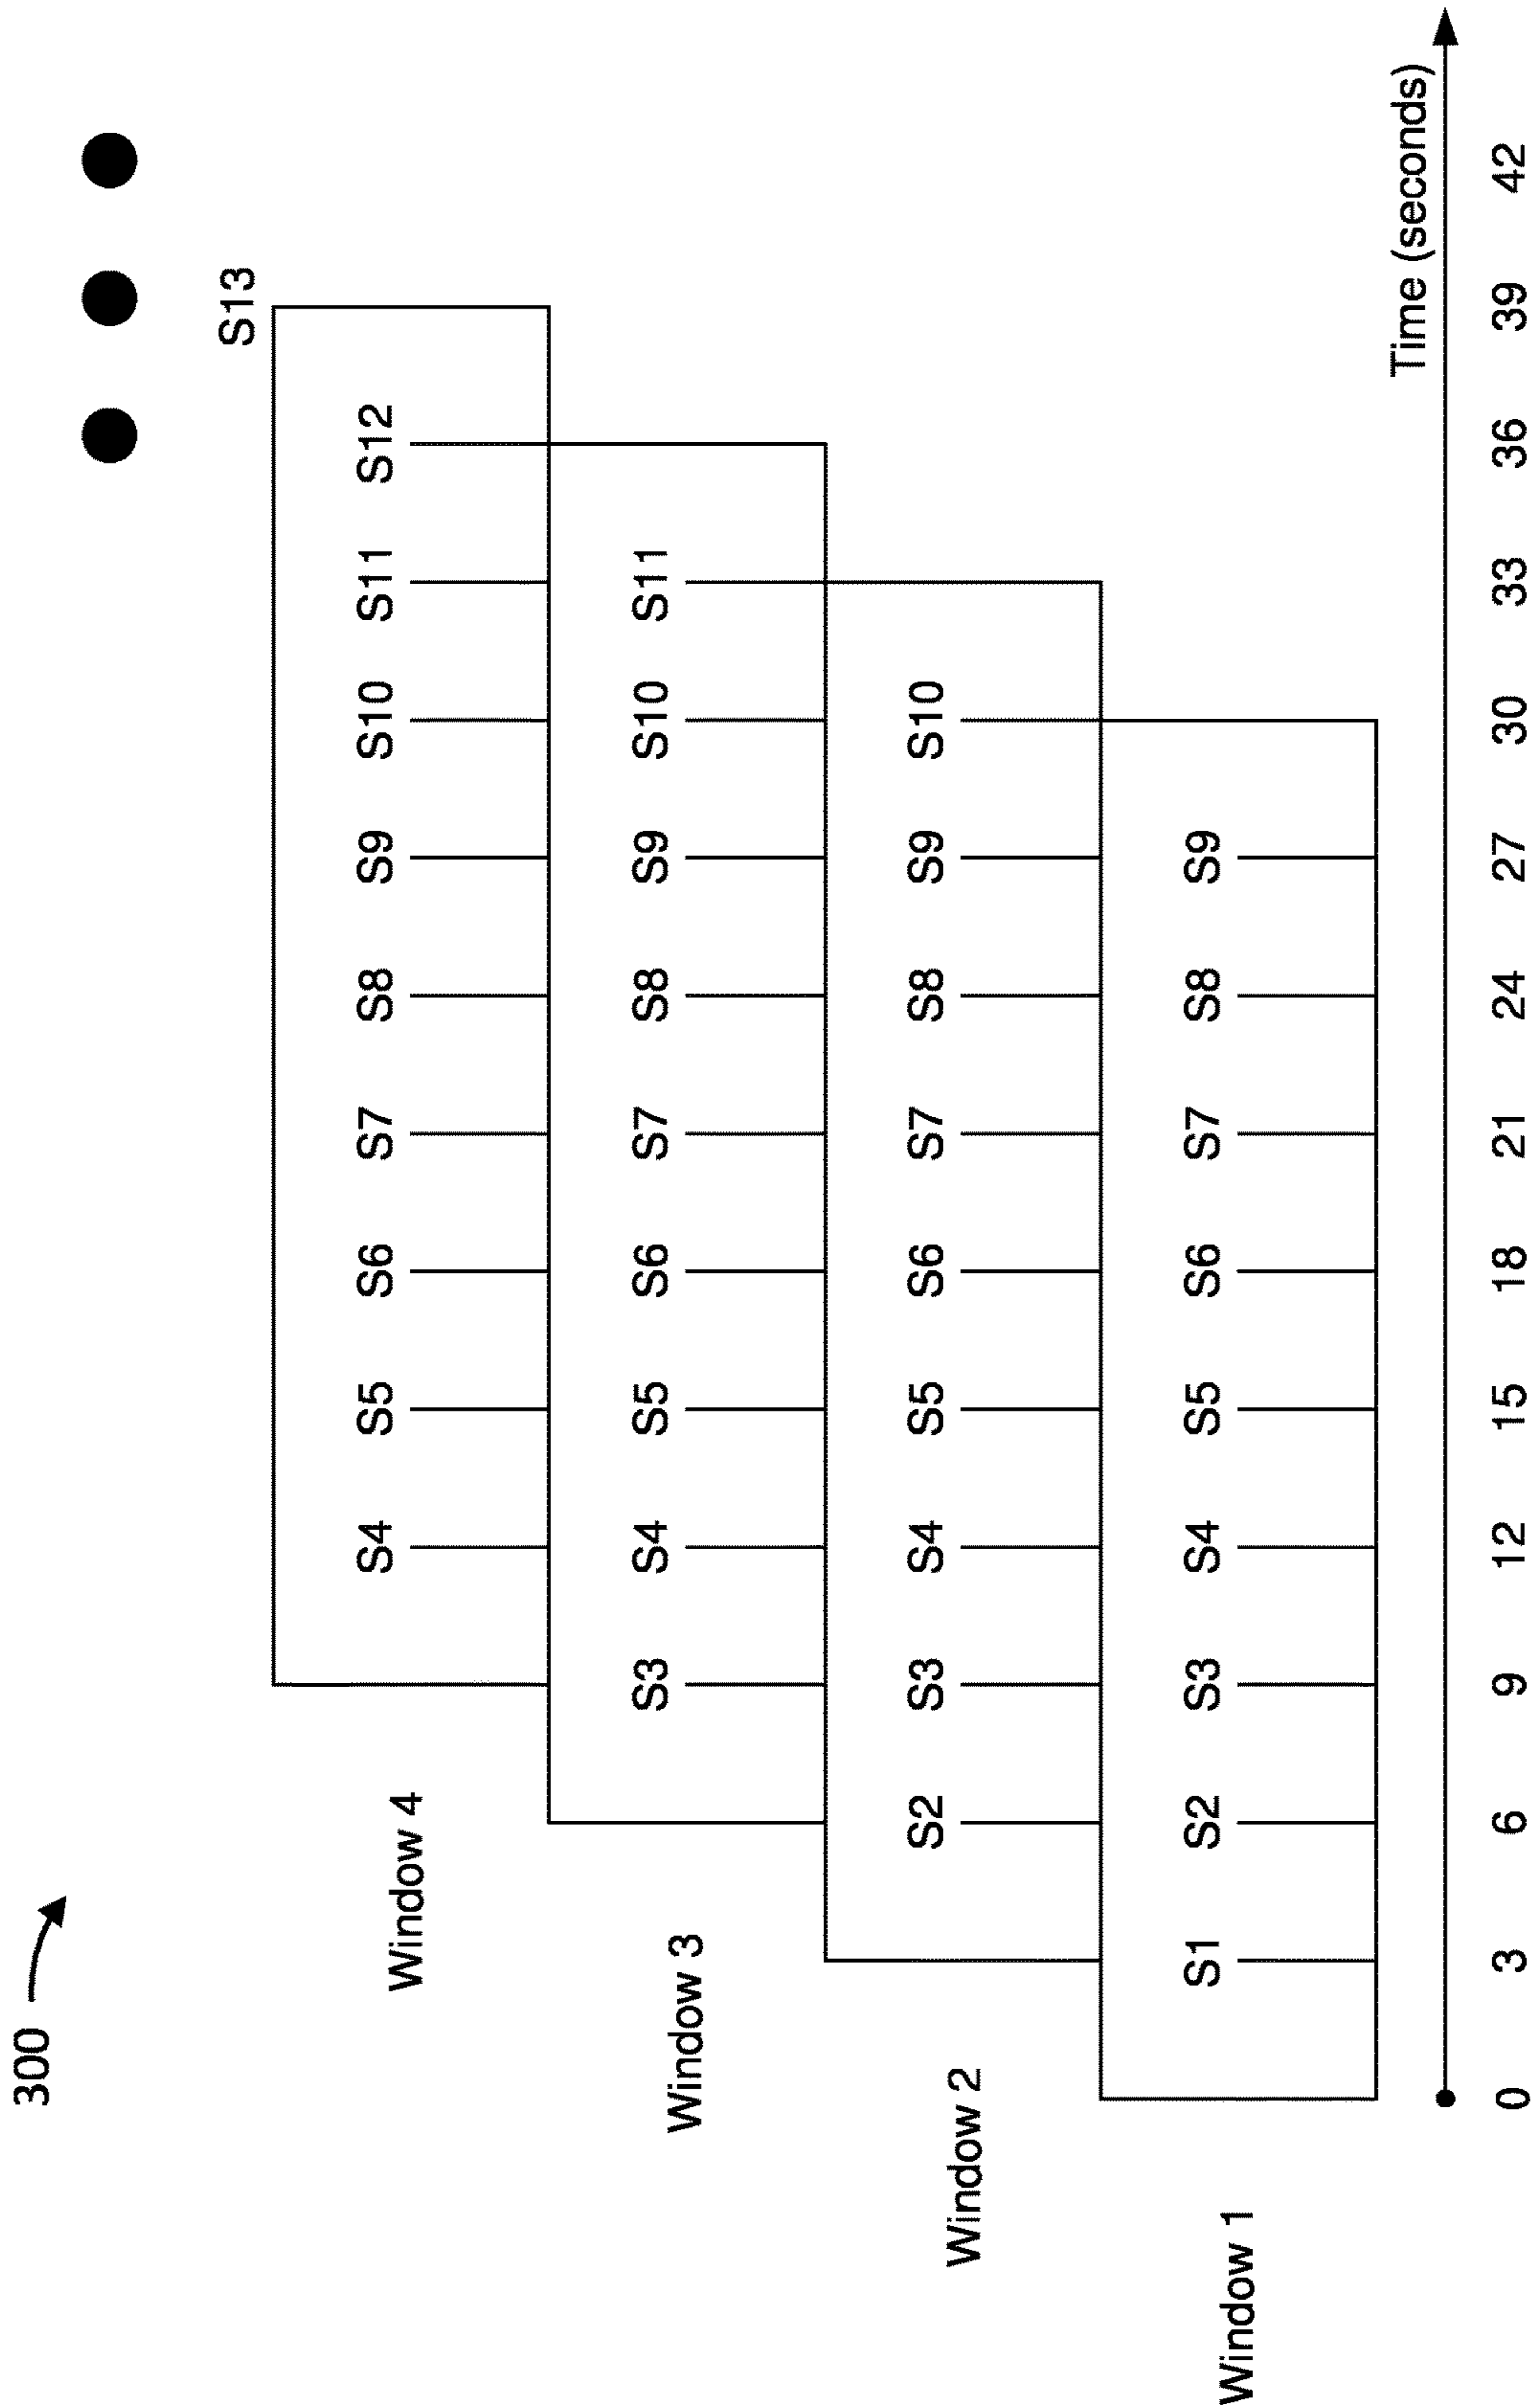 300
S13
Window 4
S4 S5 S6 S7 S8 S9 S10 S11 S12
Window 3
S3 S4 S5 S6 S7 S8 S9 S10 S11
Window 2
S2 S3 S4 S5 S6 S7 S8 S9 S10
Window 1
S1 S2 S3 S4 S5 S6 S7 S8 S9
Time (seconds)
0 3 6 9 12 15 18 21 24 27 30 33 36 39 42